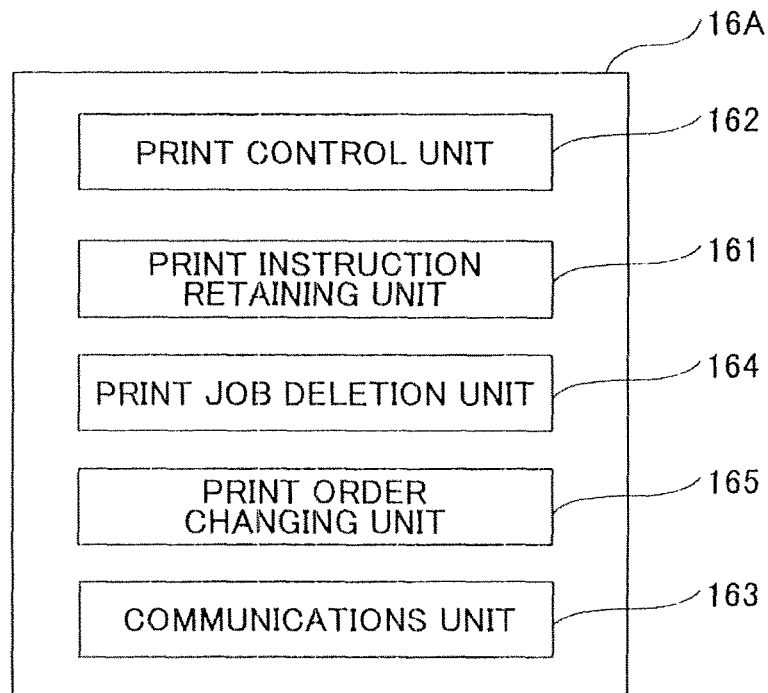 16A
PRINT CONTROL UNIT
162
PRINT INSTRUCTION
RETAINING UNIT
161
PRINT JOB DELETION UNIT
164
PRINT ORDER
CHANGING UNIT
165
COMMUNICATIONS UNIT
163